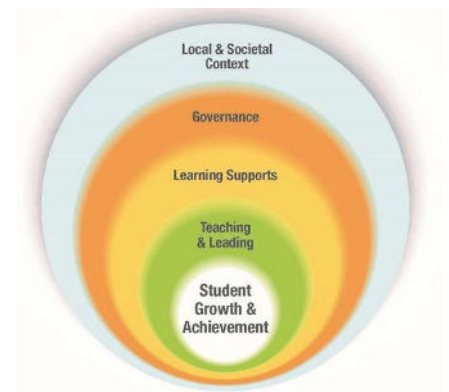 Local & Societal
Context
Governance
Learning Supports
Teaching
& Leading
Student
Growth &
Achievement